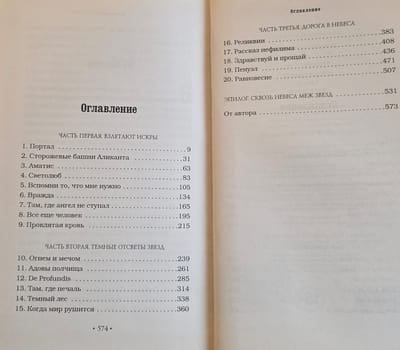 Оглавление
ЧАСТЬ ПЕРВАЯ. ВЗЛЕТАЮТ ИСКРЫ
1. Портал 9
2. Сторожевые башни Аликанта 31
3. Аматис 63
4. Светолюб 83
5. Вспомни то, что мне нужно 105
6. Вражда 134
7. Там, где ангел не ступал 165
8. Все еще человек 195
9. Проклятая кровь 215
ЧАСТЬ ВТОРАЯ. ТЕМНЫЕ ОТСВЕТЫ ЗВЕЗД
10. Огнем и мечом 239
11. Адовы полчища 261
12. De Profundis 285
13. Там, где печаль 314
14. Темный лес 338
15. Когда мир рушится 360
• 574 •
Оглавление
ЧАСТЬ ТРЕТЬЯ. ДОРОГА В НЕБЕСА
16. Реликвии 383
17. Рассказ нефилима 408
18. Здравствуй и прощай 436
19. Пенуэл 471
20. Равновесие 507
ЭПИЛОГ. СКВОЗЬ НЕБЕСА МЕЖ ЗВЕЗД 531
От автора 573